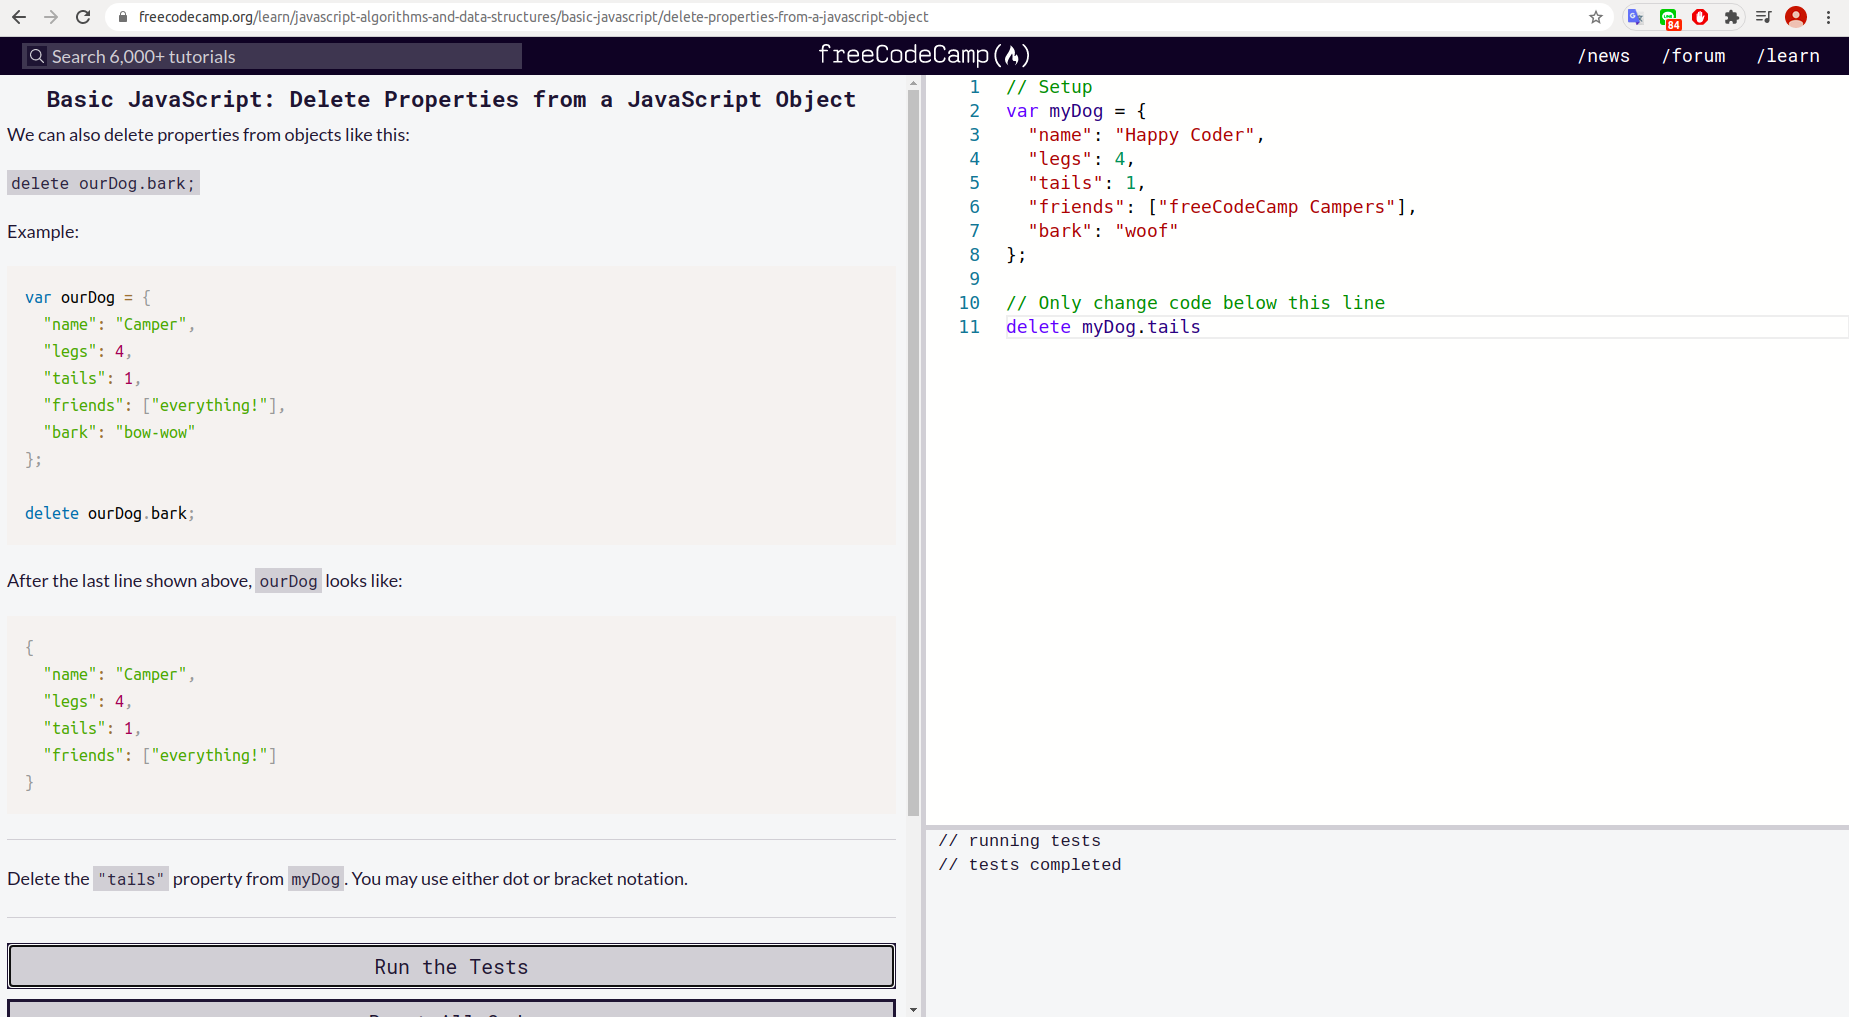 freecodecamp.org/learn/javascript-algorithms-and-data-structures/basic-javascript/delete-properties-from-a-javascript-object
84
Search 6,000+ tutorials
freeCodeCamp(
)
/news
/forum
/learn
Basic JavaScript: Delete Properties from a JavaScript Object
We can also delete properties from objects like this:
delete ourDog.bark;
Example:
var ourDog = {
  "name": "Camper",
  "legs": 4,
  "tails": 1,
  "friends": ["everything!"],
  "bark": "bow-wow"
};
delete ourDog.bark;
After the last line shown above, ourDog looks like:
{
  "name": "Camper",
  "legs": 4,
  "tails": 1,
  "friends": ["everything!"]
}
Delete the "tails" property from myDog. You may use either dot or bracket notation.
Run the Tests
1 // Setup
2 var myDog = {
3   "name": "Happy Coder",
4   "legs": 4,
5   "tails": 1,
6   "friends": ["freeCodeCamp Campers"],
7   "bark": "woof"
8 };
9
10 // Only change code below this line
11 delete myDog.tails
// running tests
// tests completed